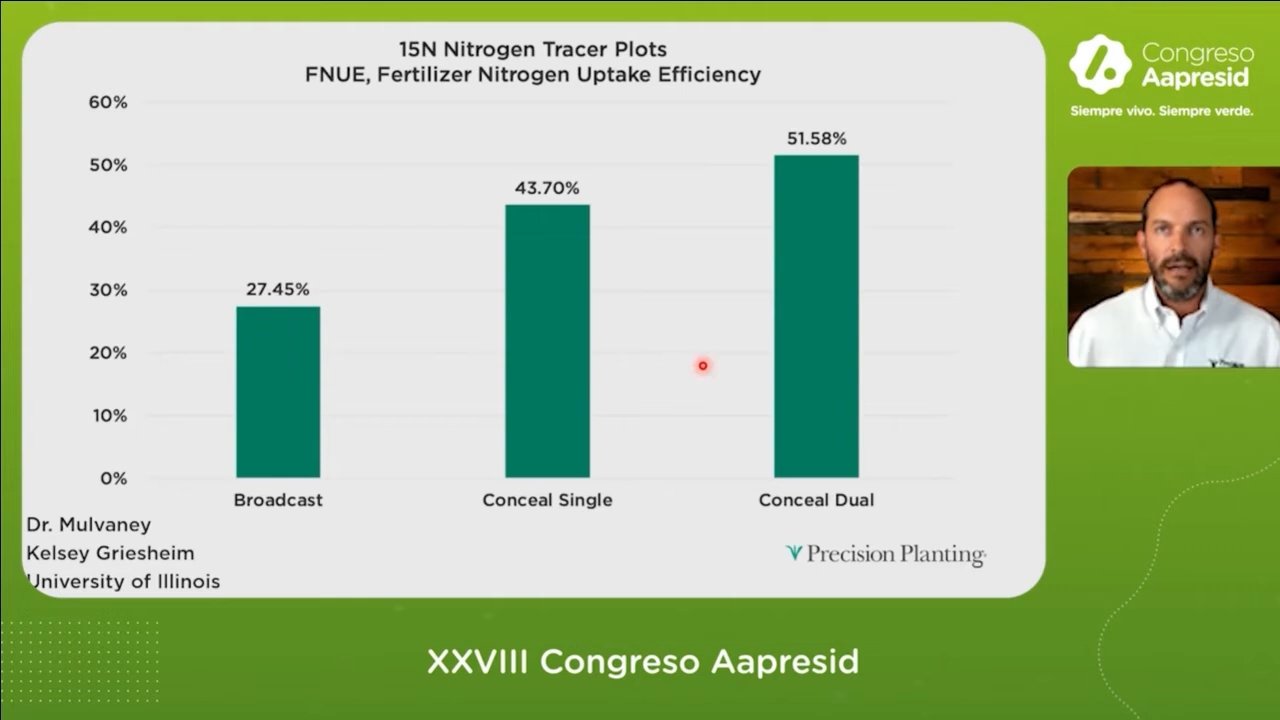 15N Nitrogen Tracer Plots
FNUE, Fertilizer Nitrogen Uptake Efficiency
60%
50%
40%
30%
20%
10%
0%
27.45%
43.70%
51.58%
Broadcast
Conceal Single
Conceal Dual
Dr. Mulvaney
Kelsey Griesheim
University of Illinois
Precision Planting
Congreso
Aapresid
Siempre vivo. Siempre verde.
XXVIII Congreso Aapresid